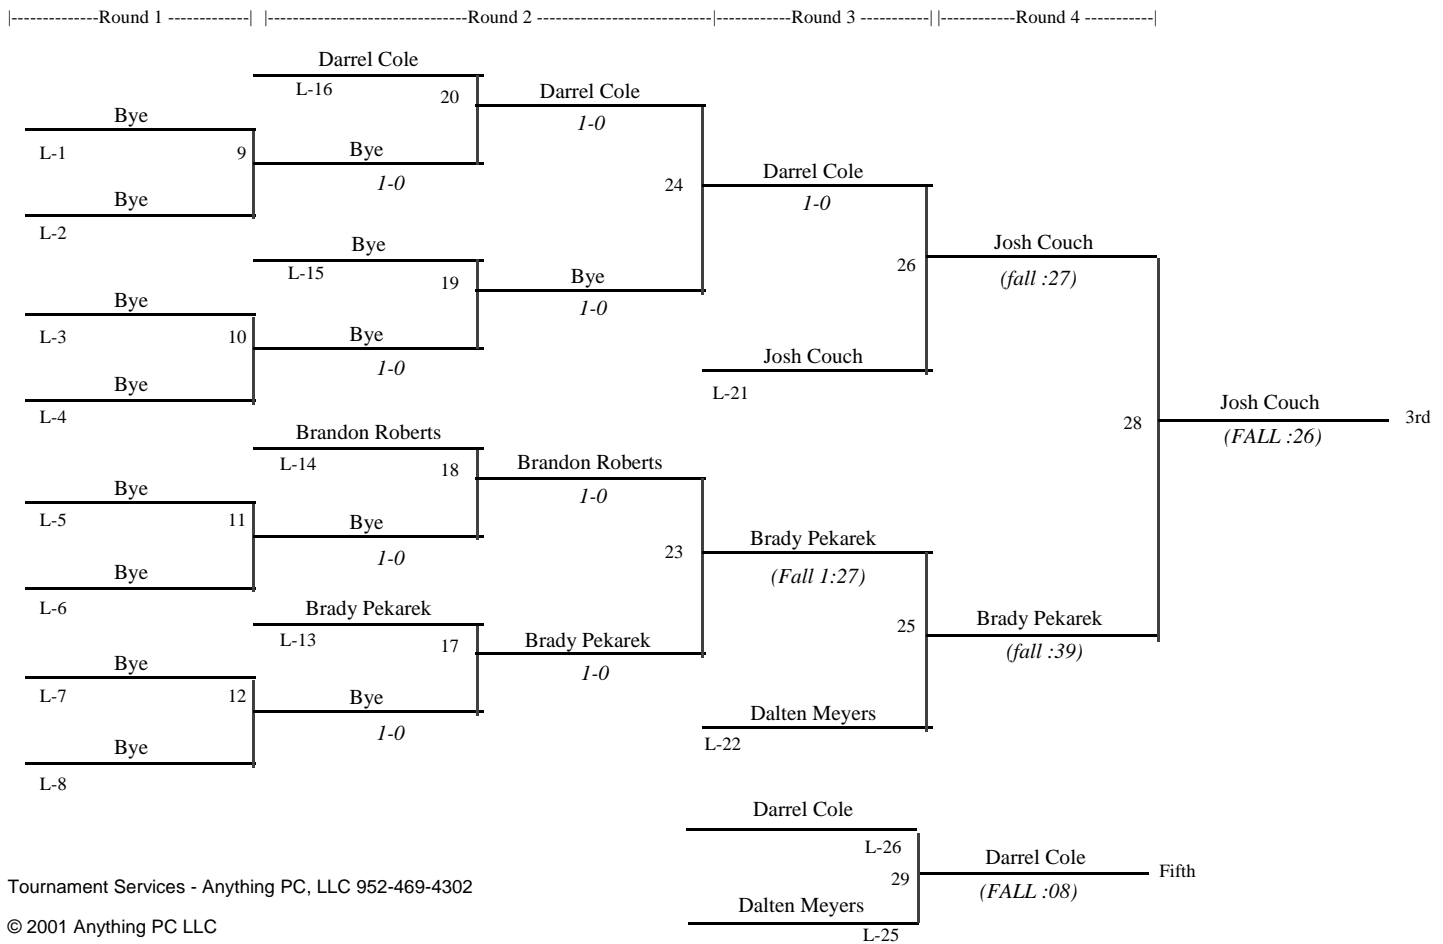 |-------------Round 1 -------------| |-------------------------------Round 2 ---------------------------|------------Round 3 -----------| |------------Round 4 -----------|
Darrel Cole
L-16
20
Darrel Cole
1-0
Bye
L-1
9
Bye
1-0
Bye
L-2
24
Darrel Cole
1-0
Bye
L-15
19
Bye
1-0
Bye
L-3
10
Bye
1-0
Bye
L-4
26
Josh Couch
(fall :27)
Josh Couch
L-21
28
Josh Couch
(FALL :26)
3rd
Brandon Roberts
L-14
18
Brandon Roberts
1-0
Bye
L-5
11
Bye
1-0
Bye
L-6
23
Brady Pekarek
(Fall 1:27)
Brady Pekarek
L-13
17
Brady Pekarek
1-0
Bye
L-7
12
Bye
1-0
Bye
L-8
25
Brady Pekarek
(fall :39)
Dalten Meyers
L-22
Darrel Cole
L-26
29
Darrel Cole
(FALL :08)
Fifth
Dalten Meyers
L-25
Tournament Services - Anything PC, LLC 952-469-4302
© 2001 Anything PC LLC